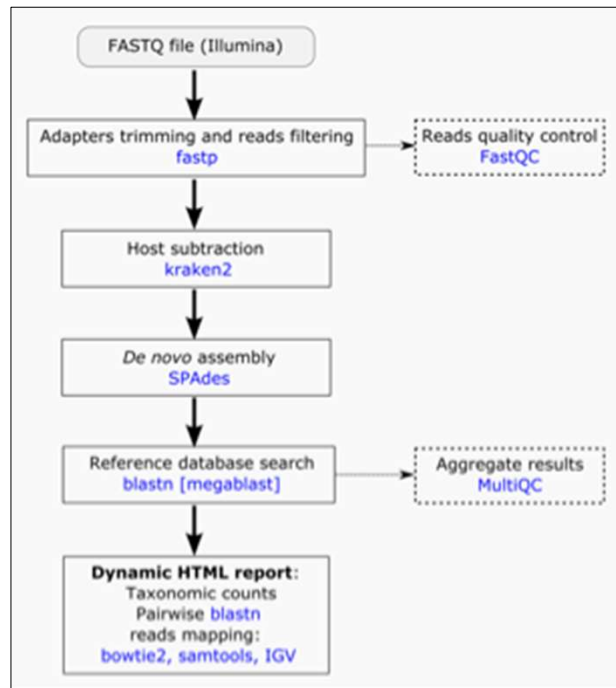 FASTQ file (Illumina)
Adapters trimming and reads filtering
fastp
Reads quality control
FastQC
Host subtraction
kraken2
De novo assembly
SPAdes
Reference database search
blastn [megablast]
Aggregate results
MultiQC
Dynamic HTML report:
Taxonomic counts
Pairwise blastn
reads mapping:
bowtie2, samtools, IGV